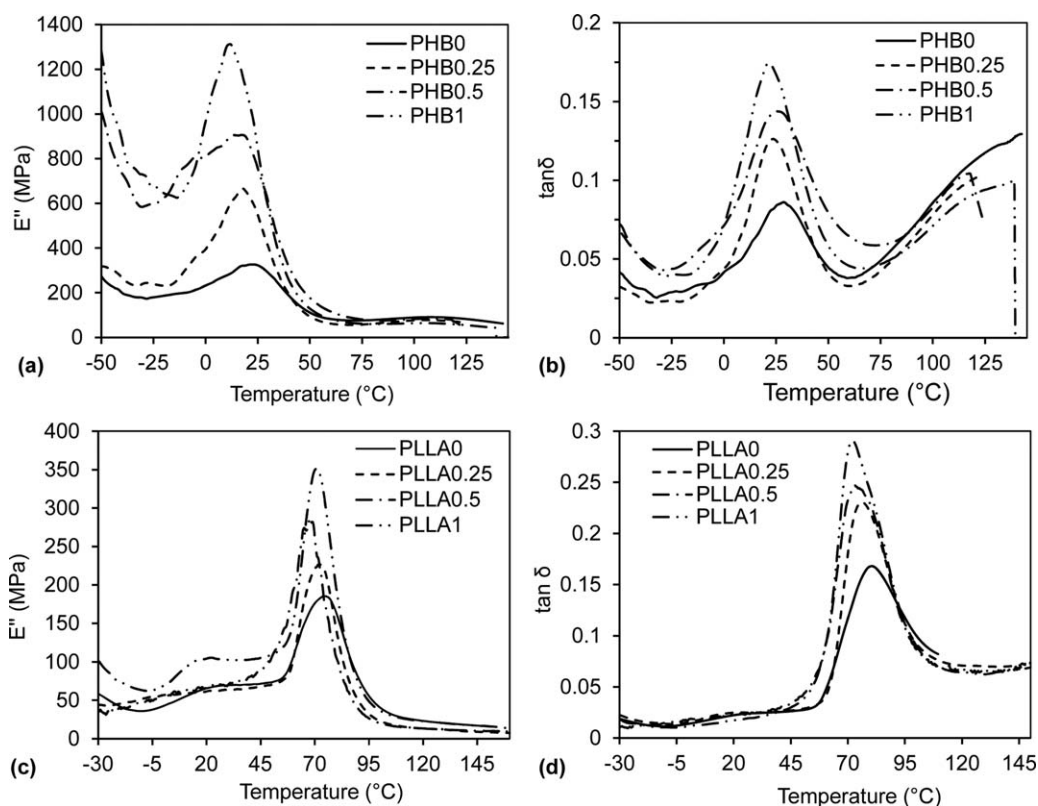 1400
1200
1000
800
600
400
200
0
E'' (MPa)
-50 -25 0 25 50 75 100 125
Temperature (°C)
PHB0
PHB0.25
PHB0.5
PHB1
(a)
0.2
0.15
0.1
0.05
0
tanδ
-50 -25 0 25 50 75 100 125
Temperature (°C)
PHB0
PHB0.25
PHB0.5
PHB1
(b)
400
350
300
250
200
150
100
50
0
E'' (MPa)
-30 -5 20 45 70 95 120 145
Temperature (°C)
PLLA0
PLLA0.25
PLLA0.5
PLLA1
(c)
0.3
0.25
0.2
0.15
0.1
0.05
0
tan δ
-30 -5 20 45 70 95 120 145
Temperature (°C)
PLLA0
PLLA0.25
PLLA0.5
PLLA1
(d)